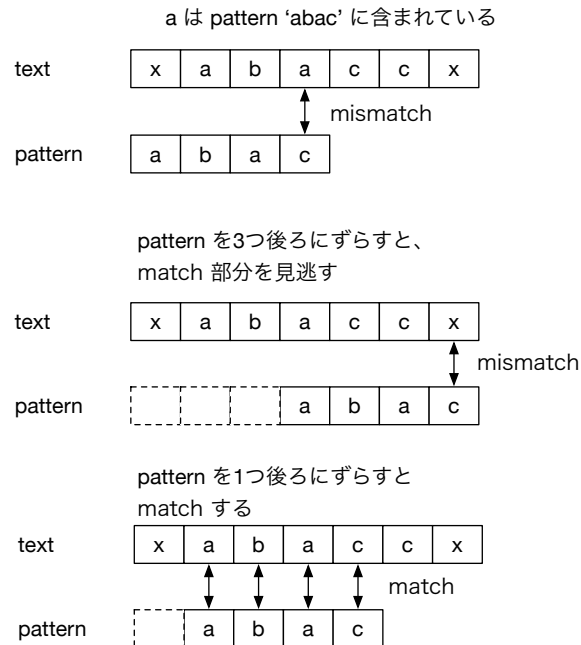 a は pattern ‘abac’ に含まれている
text x a b a c c x
mismatch
pattern a b a c
pattern を3つ後ろにずらすと、
match 部分を見逃す
text x a b a c c x
mismatch
pattern a b a c
pattern を1つ後ろにずらすと
match する
text x a b a c c x
match
pattern a b a c